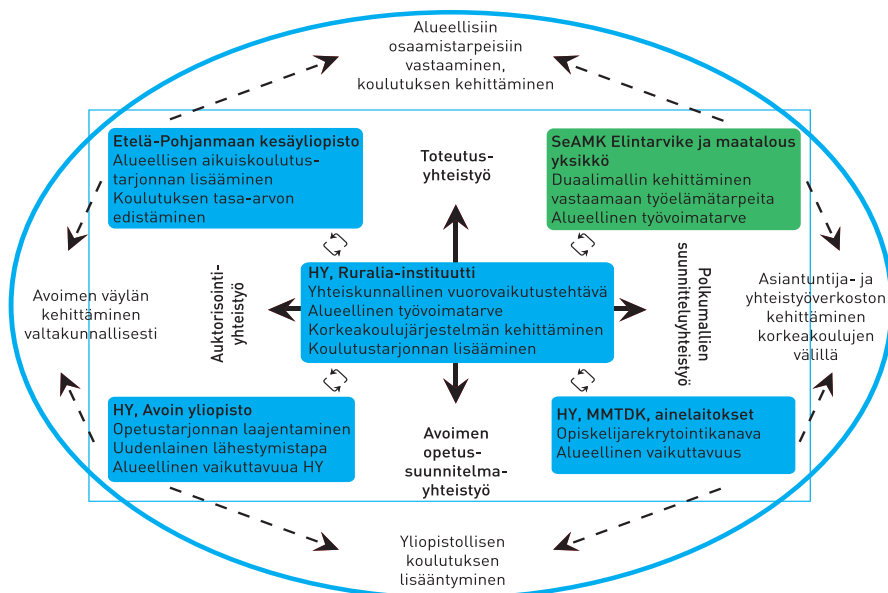 Alueellisiin
osaamistarpeisiin
vastaaminen,
koulutuksen kehittäminen
Etelä-Pohjanmaan kesäyliopisto
Alueellisen aikuiskoulutus-
tarjonnan lisääminen
Koulutuksen tasa-arvon
edistäminen
Toteutus-
yhteistyö
SeAMK Elintarvike ja maatalous
yksikkö
Duaalimallin kehittäminen
vastaamaan työelämätarpeita
Alueellinen työvoimatarve
Avoimen väylän
kehittäminen
valtakunnallisesti
Auktorisointi-
yhteistyö
HY, Ruralia-instituutti
Yhteiskunnallinen vuorovaikutustehtävä
Alueellinen työvoimatarve
Korkeakoulujärjestelmän kehittäminen
Koulutustarjonnan lisääminen
Polkumallien
suunnitteluyhteistyö
Asiantuntija- ja
yhteistyöverkoston
kehittäminen
korkeakoulujen
välillä
HY, Avoin yliopisto
Opetustarjonnan laajentaminen
Uudenlainen lähestymistapa
Alueellinen vaikuttavuua HY
Avoimen
opetus-
suunnitelma-
yhteistyö
HY, MMTDK, ainelaitokset
Opiskelijarekrytointikanava
Alueellinen vaikuttavuus
Yliopistollisen
koulutuksen
lisääntyminen